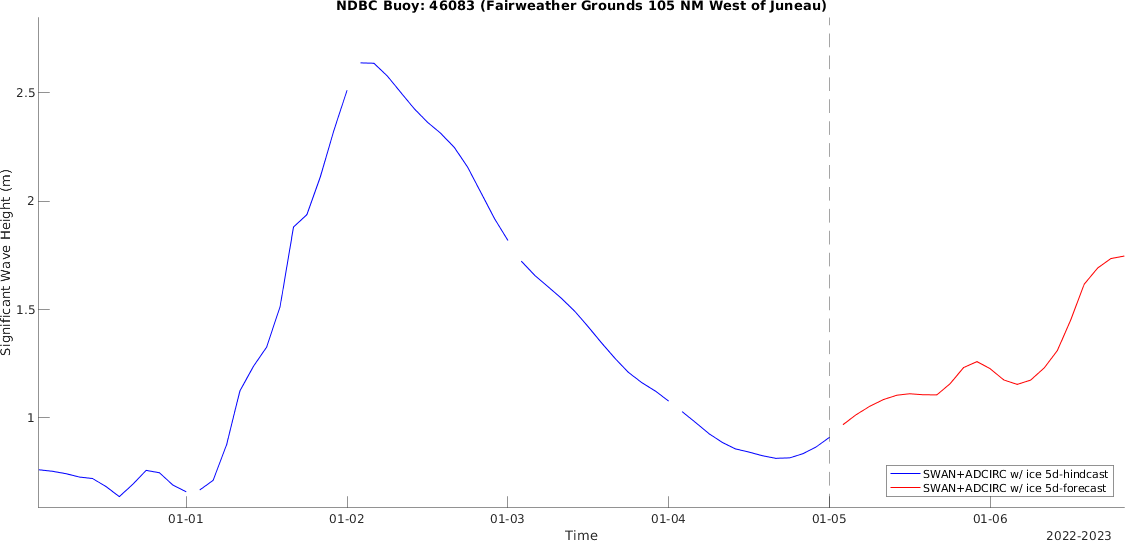 NDBC Buoy: 46083 (Fairweather Grounds 105 NM West of Juneau)
Significant Wave Height (m)
2.5
2
1.5
1
SWAN+ADCIRC w/ ice 5d-hindcast
SWAN+ADCIRC w/ ice 5d-forecast
01-01 01-02 01-03 01-04 01-05 01-06
Time
2022-2023